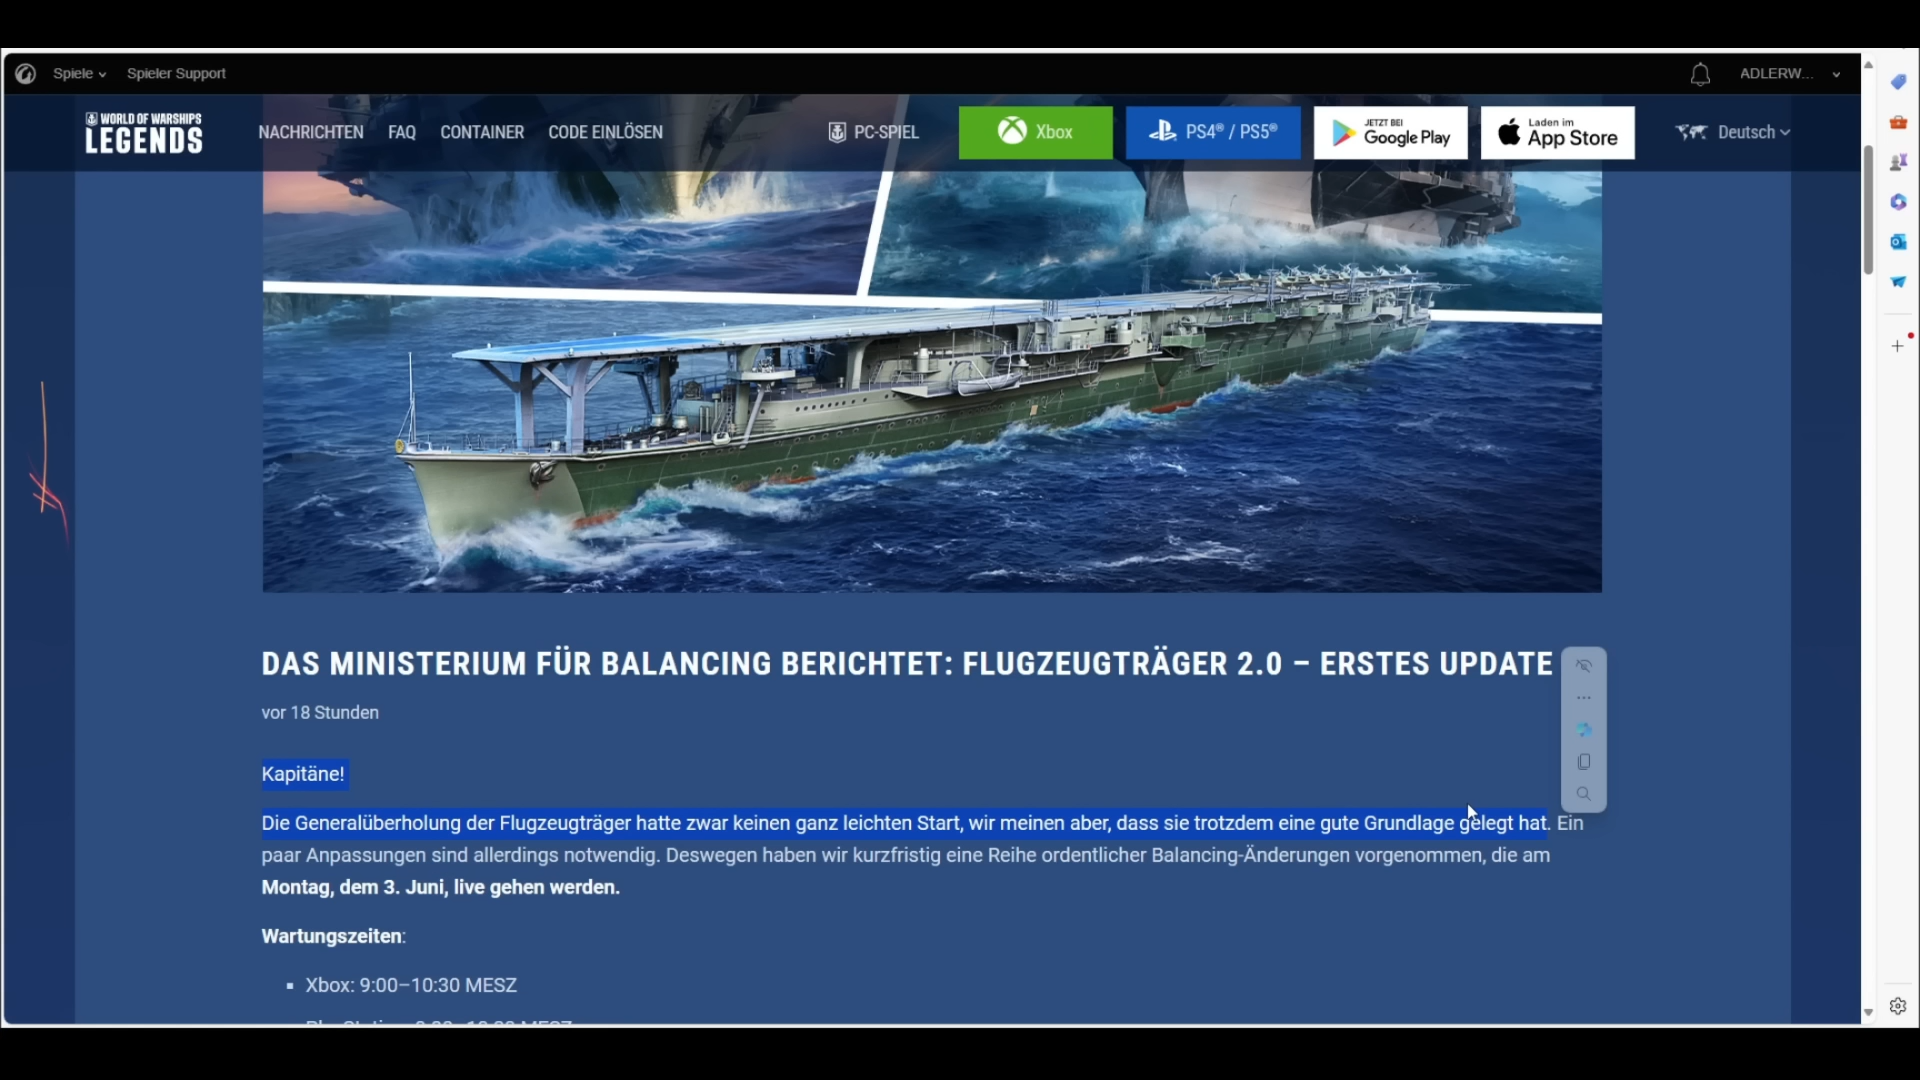 Spiele
Spieler Support
ADLERW...
WORLD OF WARSHIPS
LEGENDS
NACHRICHTEN
FAQ
CONTAINER
CODE EINLÖSEN
PC-SPIEL
Xbox
PS4® / PS5®
JETZT BEI
Google Play
Laden im
App Store
Deutsch
DAS MINISTERIUM FÜR BALANCING BERICHTET: FLUGZEUGTRÄGER 2.0 – ERSTES UPDATE
vor 18 Stunden
Kapitäne!
Die Generalüberholung der Flugzeugträger hatte zwar keinen ganz leichten Start, wir meinen aber, dass sie trotzdem eine gute Grundlage gelegt hat. Ein
paar Anpassungen sind allerdings notwendig. Deswegen haben wir kurzfristig eine Reihe ordentlicher Balancing-Änderungen vorgenommen, die am
Montag, dem 3. Juni, live gehen werden.
Wartungszeiten:
Xbox: 9:00–10:30 MESZ